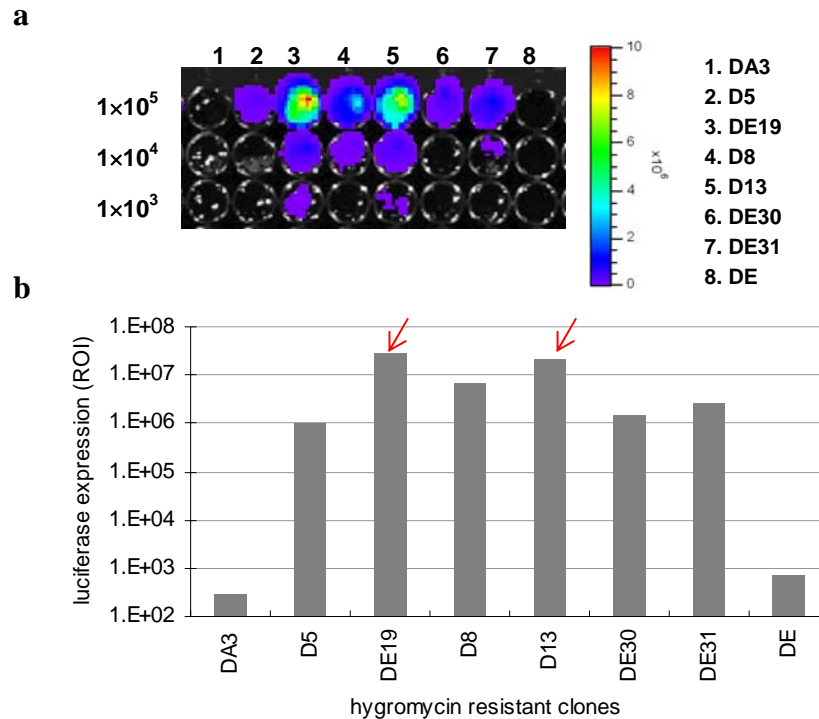 a
1 2 3 4 5 6 7 8
1×10⁵
1×10⁴
1×10³
10
8
6
4
2
0
×10⁶
1. DA3
2. D5
3. DE19
4. D8
5. D13
6. DE30
7. DE31
8. DE
b
1.E+08
1.E+07
1.E+06
1.E+05
1.E+04
1.E+03
1.E+02
luciferase expression (ROI)
DA3 D5 DE19 D8 D13 DE30 DE31 DE
hygromycin resistant clones